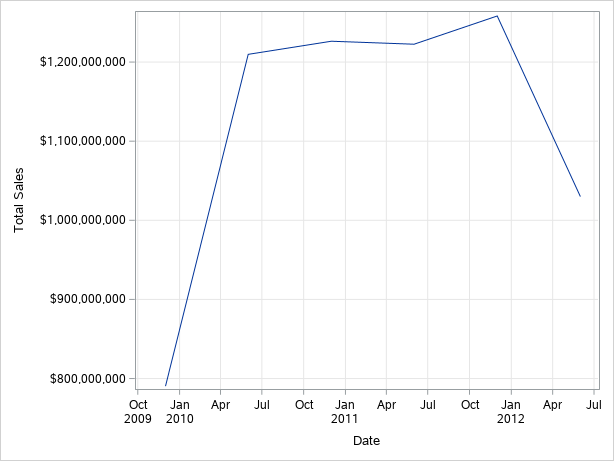 $1,200,000,000
$1,100,000,000
$1,000,000,000
$900,000,000
$800,000,000
Total Sales
Oct Jan Apr Jul Oct Jan Apr Jul Oct Jan Apr Jul
2009 2010 2011 2012
Date